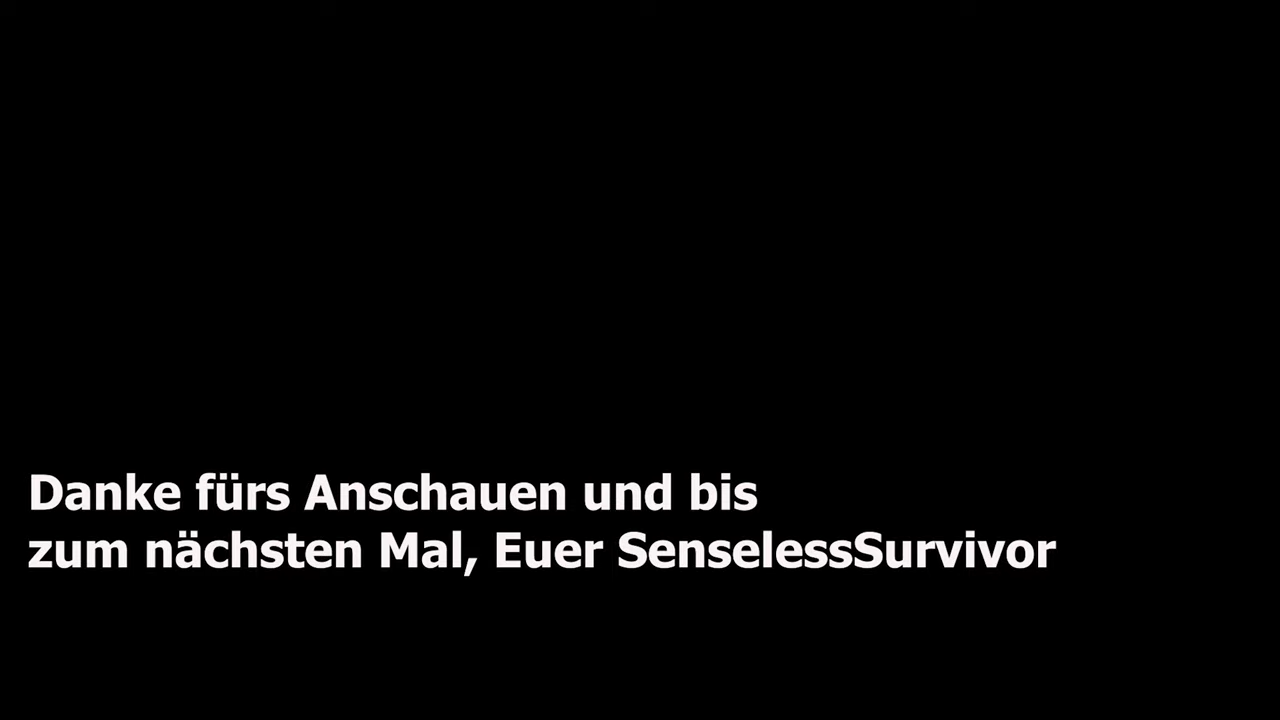 Danke fürs Anschauen und bis
zum nächsten Mal, Euer SenselessSurvivor